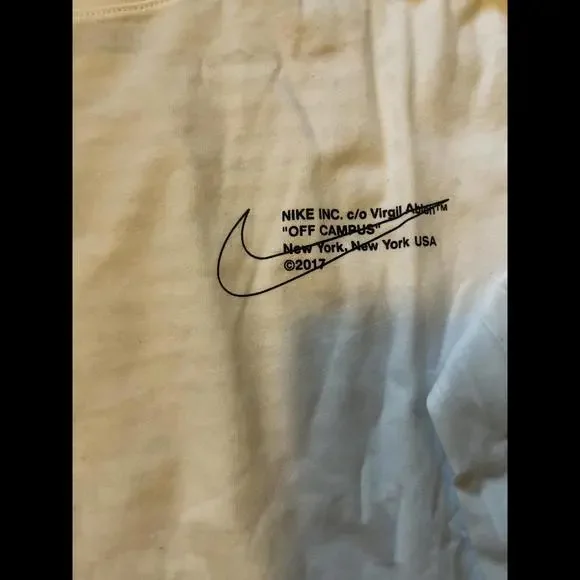 NIKE INC. c/o Virgil Abloh™
"OFF CAMPUS"
New York, New York USA
©2017